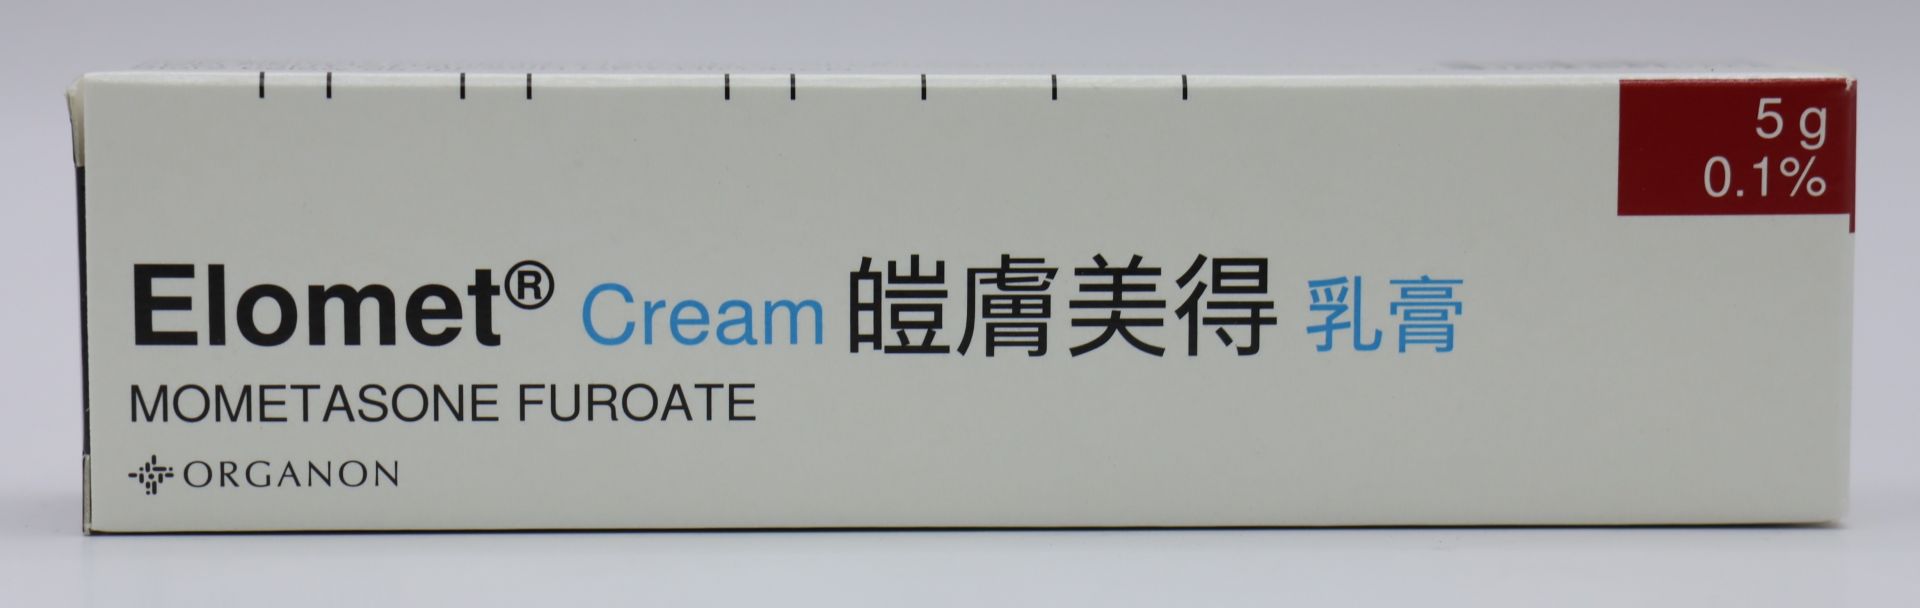 5 g
0.1%
Elomet® Cream 皚膚美得 乳膏
MOMETASONE FUROATE
ORGANON